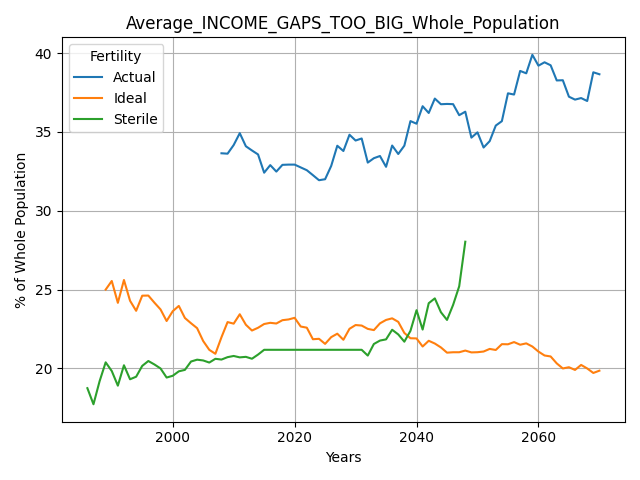 Average_INCOME_GAPS_TOO_BIG_Whole_Population
Fertility
Actual
Ideal
Sterile
% of Whole Population
40
35
30
25
20
2000
2020
2040
2060
Years